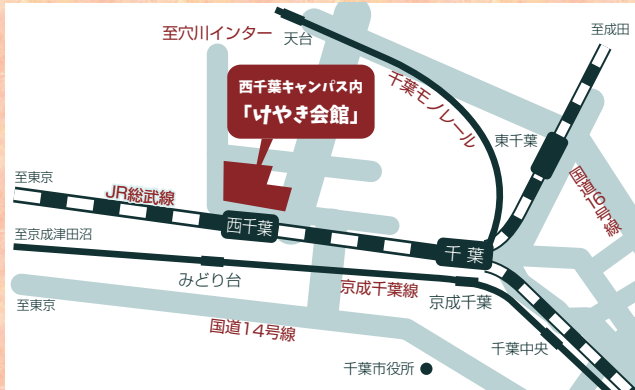 至穴川インター
天台
至成田
千葉モノレール
西千葉キャンパス内
「けやき会館」
東千葉
国道16号線
至東京
JR総武線
西千葉
千葉
至京成津田沼
みどり台
京成千葉線
京成千葉
至東京
国道14号線
千葉中央
千葉市役所